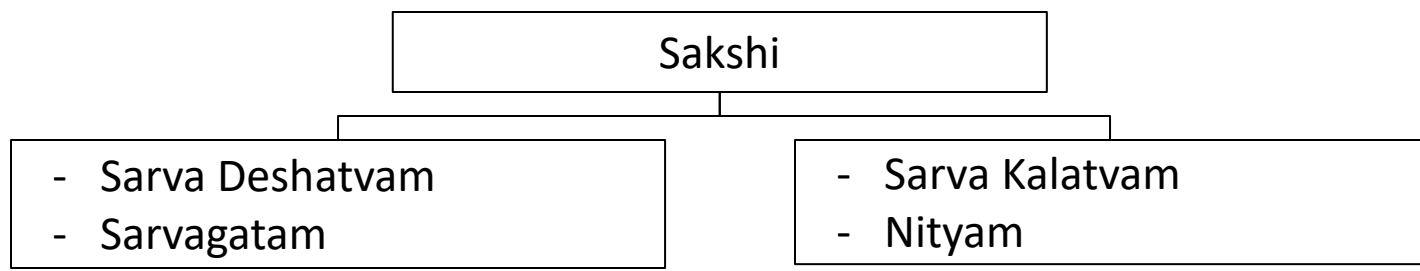 Sakshi
- Sarva Deshatvam
- Sarvagatam
- Sarva Kalatvam
- Nityam